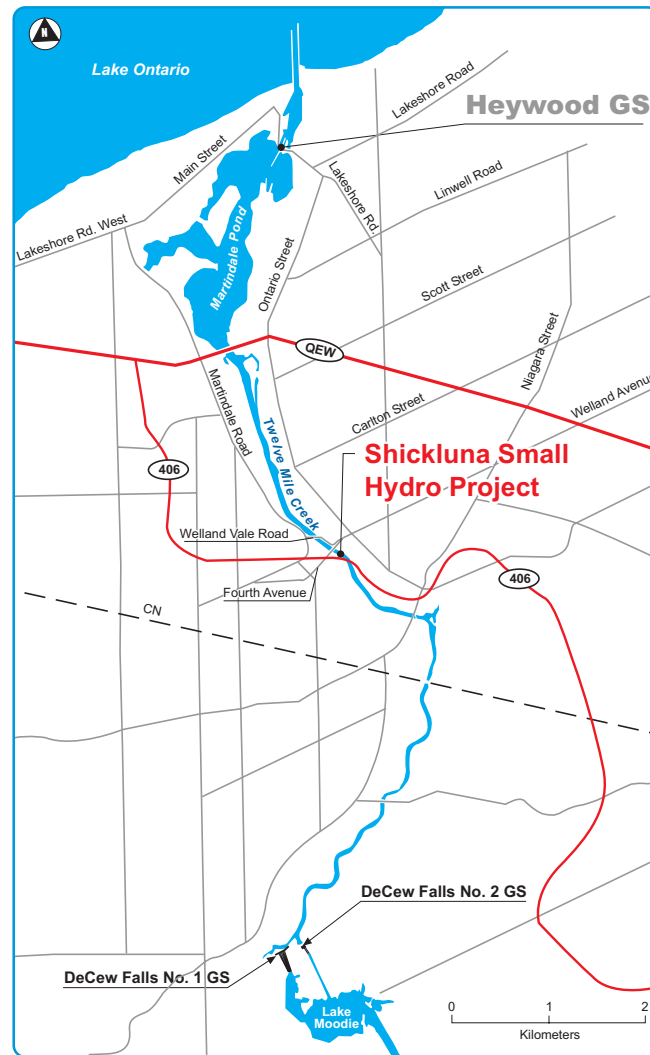 N
Lake Ontario
Heywood GS
Lakeshore Road
Main Street
Lakeshore Rd.
Linwell Road
Lakeshore Rd. West
Martindale Pond
Ontario Street
Scott Street
QEW
Niagara Street
Martindale Road
Carlton Street
Welland Avenue
Twelve Mile Creek
406
Shickluna Small
Hydro Project
Welland Vale Road
Fourth Avenue
406
CN
DeCew Falls No. 2 GS
DeCew Falls No. 1 GS
Lake
Moodie
0 1 2
Kilometers